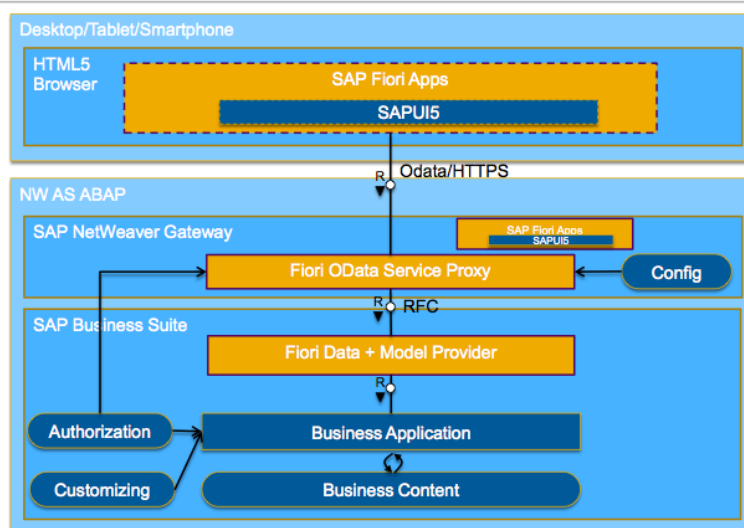 Desktop/Tablet/Smartphone
HTML5
Browser
SAP Fiori Apps
SAPUI5
R
Odata/HTTPS
NW AS ABAP
SAP NetWeaver Gateway
SAP Fiori Apps
SAPUI5
Fiori OData Service Proxy
Config
R
RFC
SAP Business Suite
Fiori Data + Model Provider
R
Authorization
Business Application
Customizing
Business Content